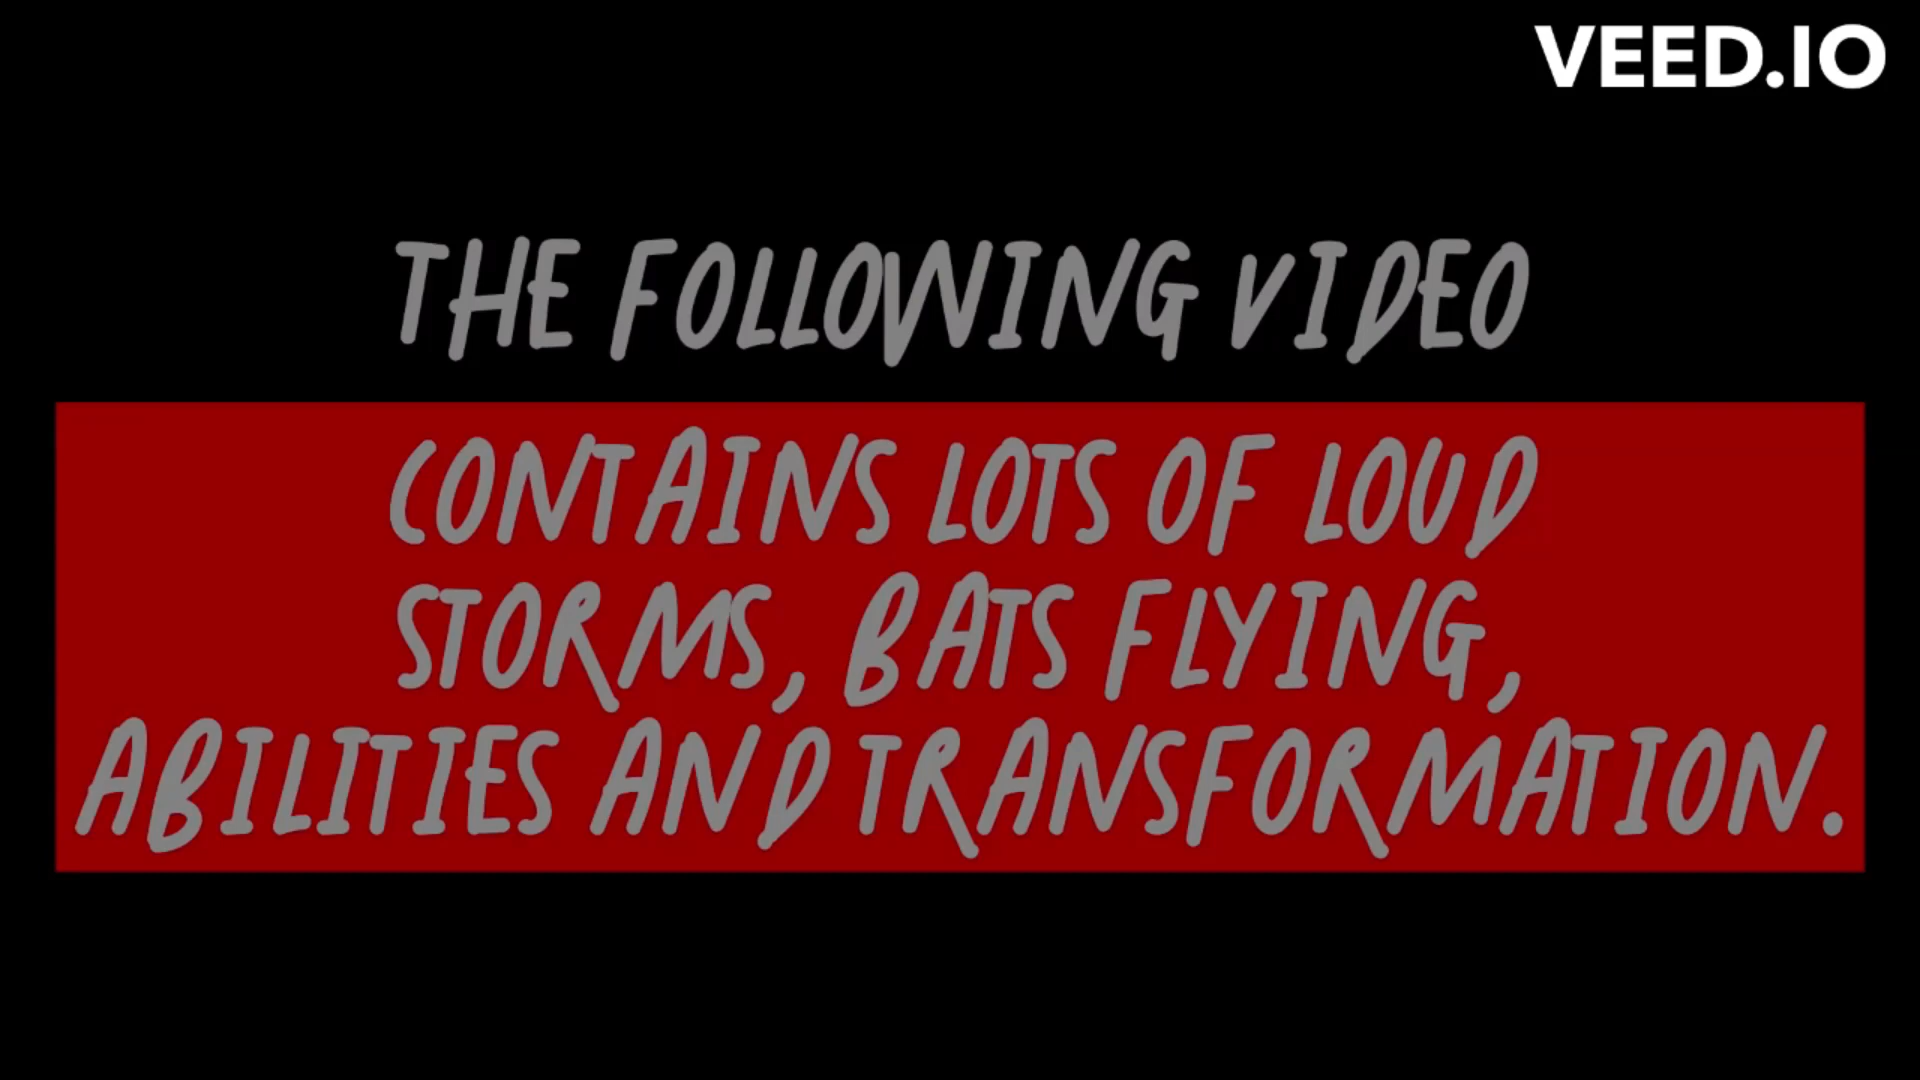 VEED.IO
THE FOLLOWING VIDEO
CONTAINS LOTS OF LOUD
STORMS, BATS FLYING,
ABILITIES AND TRANSFORMATION.